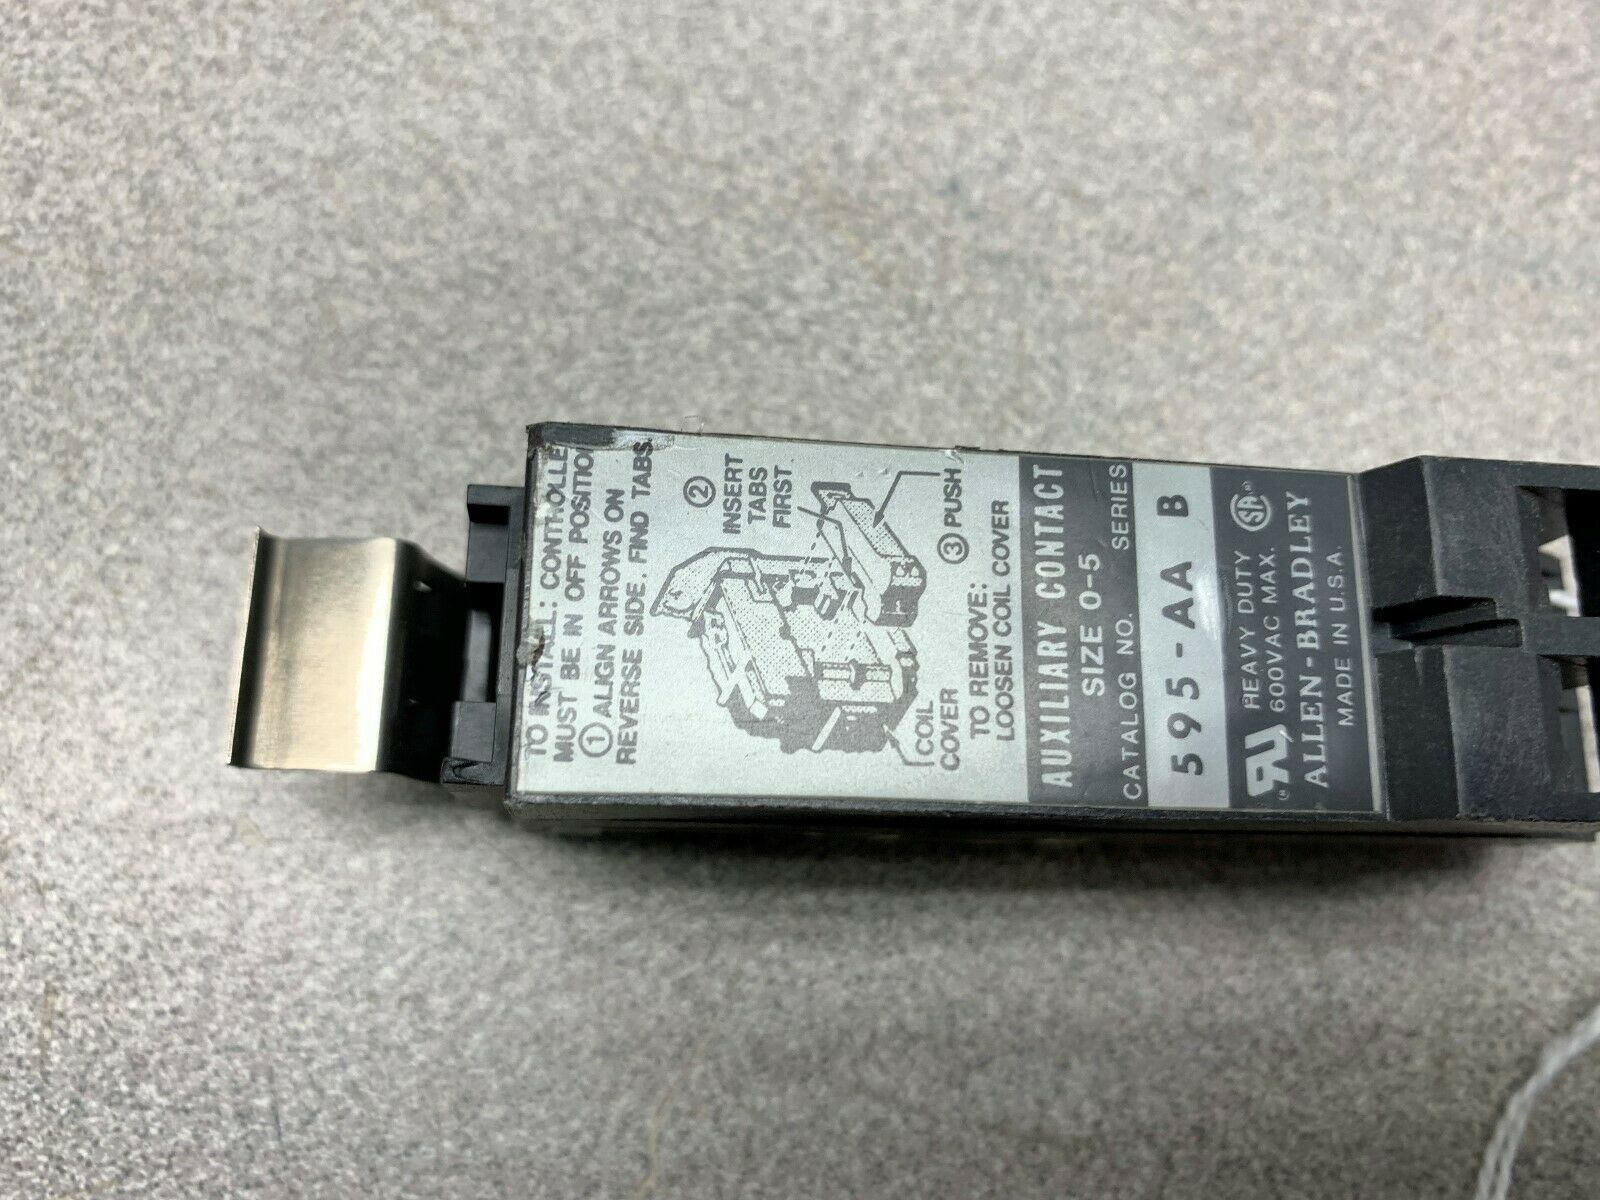 TO INSTALL: CONTROLLER
MUST BE IN OFF POSITION
① ALIGN ARROWS ON
REVERSE SIDE. FIND TABS.
② INSERT
TABS
FIRST
③ PUSH
COIL
COVER
TO REMOVE:
LOOSEN COIL COVER
AUXILIARY CONTACT
SIZE 0-5
CATALOG NO. SERIES
595-AA B
HEAVY DUTY
600VAC MAX.
ALLEN-BRADLEY
MADE IN U.S.A.